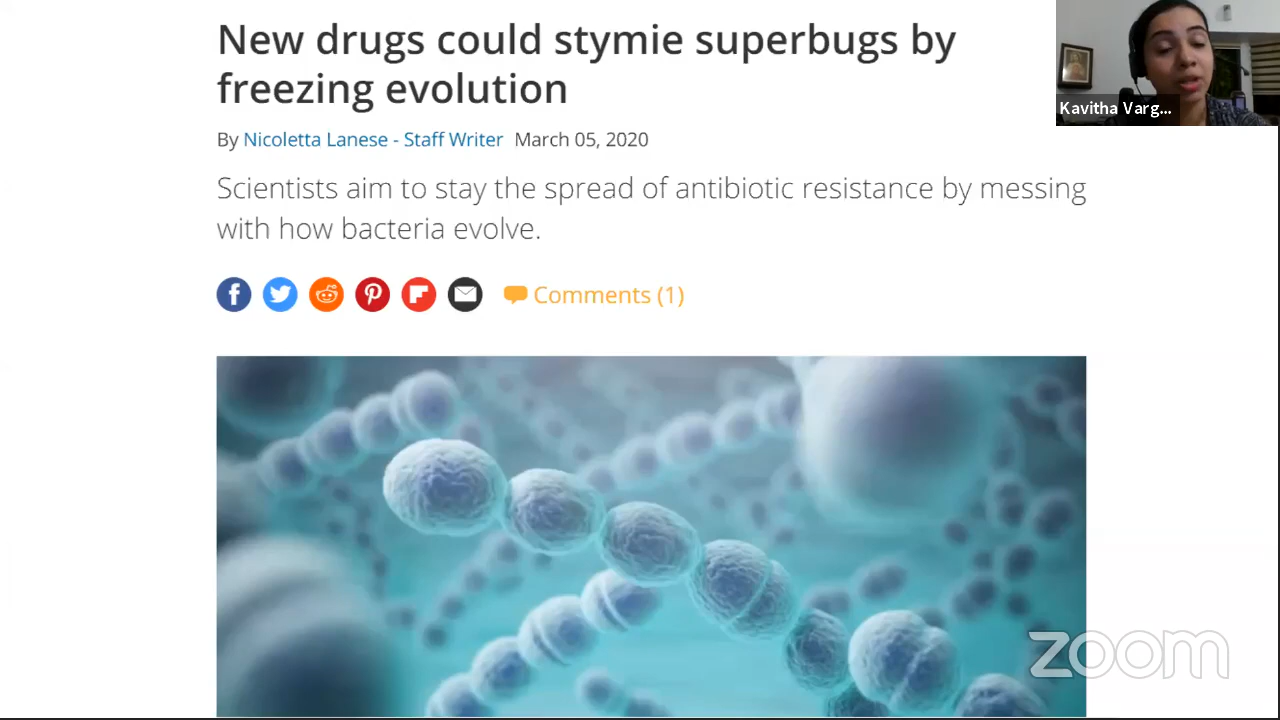 New drugs could stymie superbugs by
freezing evolution
By Nicoletta Lanese - Staff Writer March 05, 2020
Scientists aim to stay the spread of antibiotic resistance by messing
with how bacteria evolve.
Comments (1)
Kavitha Varg...
zoom